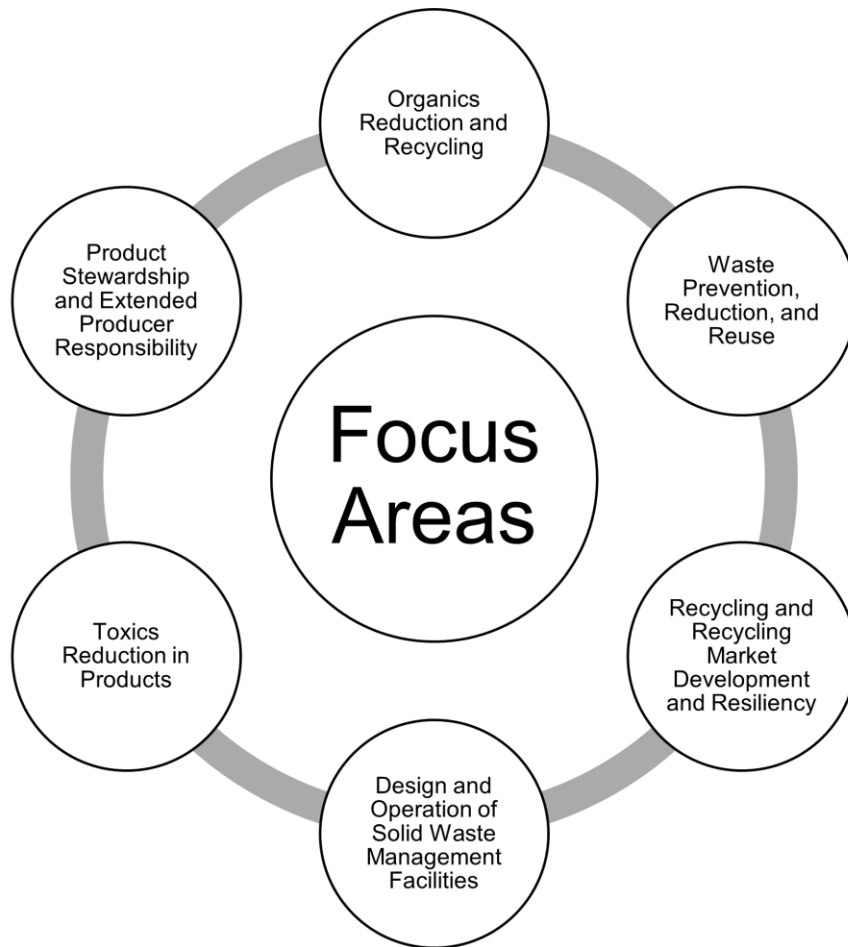 Organics
Reduction and
Recycling
Waste
Prevention,
Reduction, and
Reuse
Recycling and
Recycling
Market
Development
and Resiliency
Design and
Operation of
Solid Waste
Management
Facilities
Toxics
Reduction in
Products
Product
Stewardship
and Extended
Producer
Responsibility
Focus
Areas